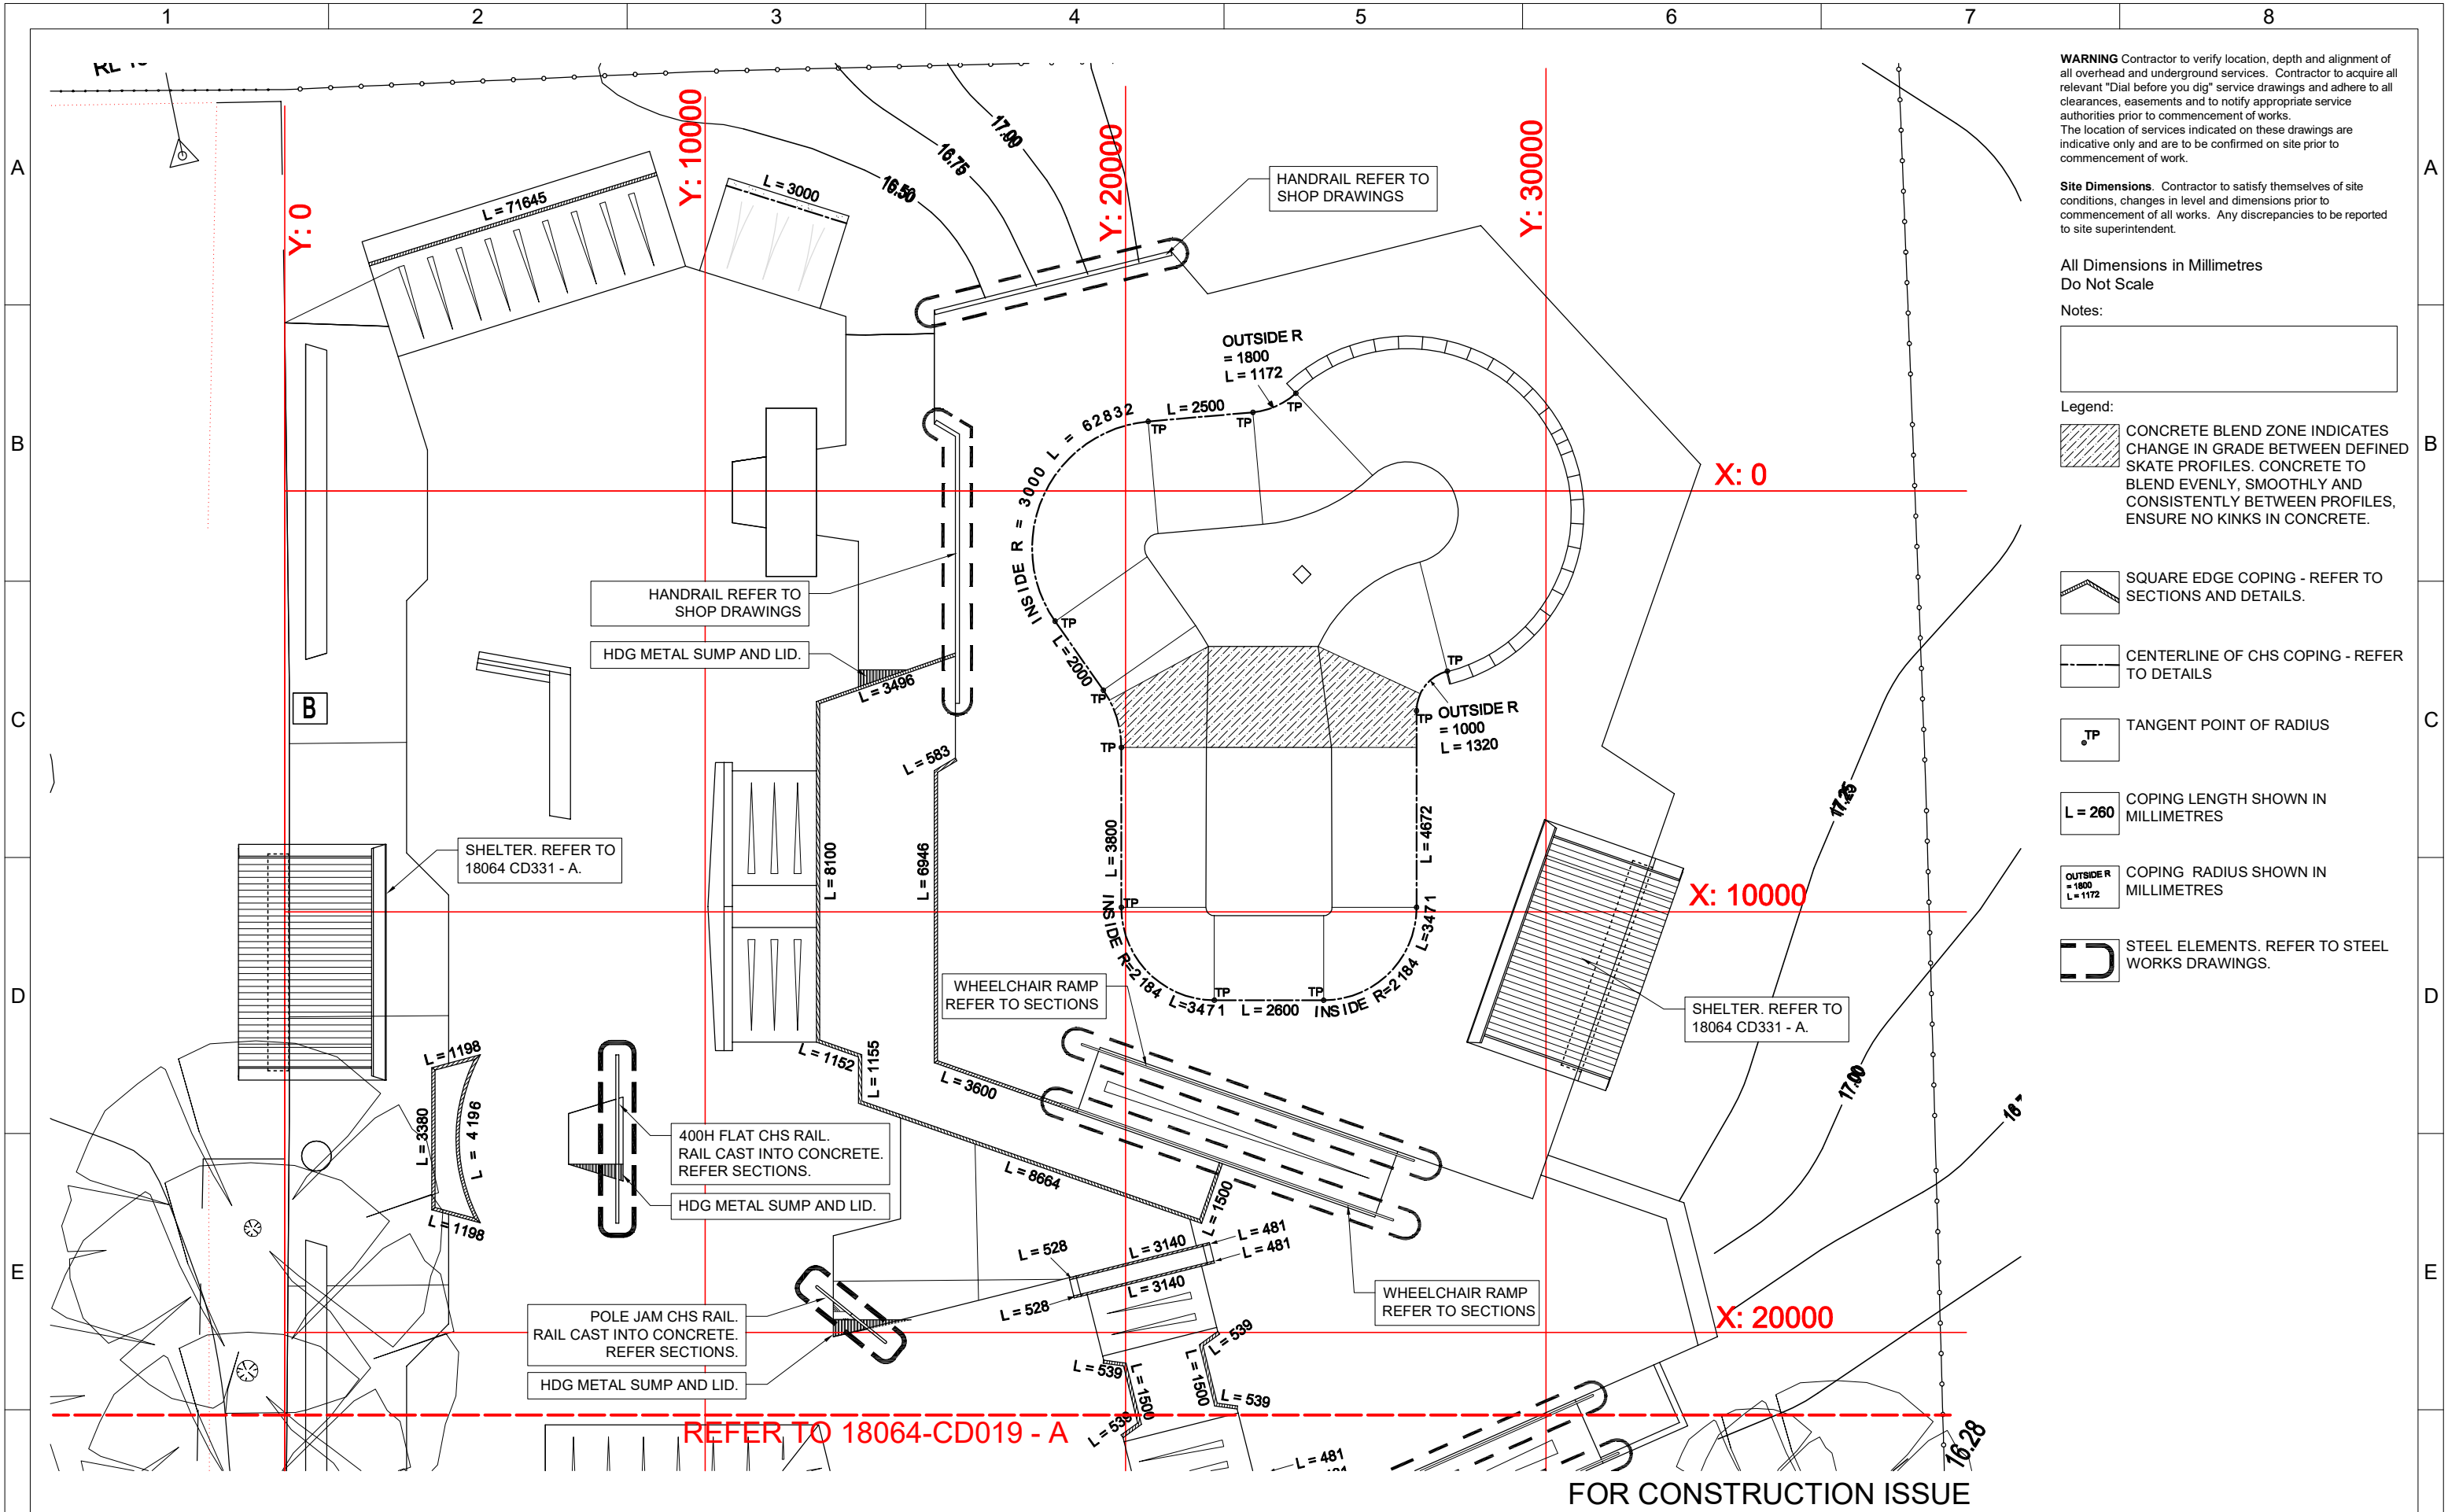 1 2 3 4 5 6 7 8
A
B
C
D
E
A
B
C
D
E
Y: 0
Y: 10000
Y: 20000
Y: 30000
X: 0
X: 10000
X: 20000
16.50
16.75
17.00
L = 71645
L = 3000
HANDRAIL REFER TO
SHOP DRAWINGS
OUTSIDE R
= 1800
L = 1172
L = 2500
INSIDE R = 3000 L = 62832
TP
TP
TP
TP
HANDRAIL REFER TO
SHOP DRAWINGS
HDG METAL SUMP AND LID.
L = 3496
L = 2000
TP
TP
TP
TP
OUTSIDE R
= 1000
L = 1320
B
L = 583
L = 8100
L = 6946
L = 3800
L = 4672
17.25
SHELTER. REFER TO
18064 CD331 - A.
TP
INSIDE R=2184 L=3471
TP
L = 2600
TP
INSIDE R=2184 L=3471
WHEELCHAIR RAMP
REFER TO SECTIONS
SHELTER. REFER TO
18064 CD331 - A.
L = 1198
L = 3380
L = 4196
L = 1198
L = 1152
L = 1155
L = 3600
17.00
400H FLAT CHS RAIL.
RAIL CAST INTO CONCRETE.
REFER SECTIONS.
HDG METAL SUMP AND LID.
L = 8664
L = 1500
L = 481
L = 481
L = 528
L = 3140
L = 3140
L = 528
WHEELCHAIR RAMP
REFER TO SECTIONS
POLE JAM CHS RAIL.
RAIL CAST INTO CONCRETE.
REFER SECTIONS.
HDG METAL SUMP AND LID.
L = 539
L = 539
L = 1500
L = 1500
L = 539
L = 539
L = 481
16.28
REFER TO 18064-CD019 - A
FOR CONSTRUCTION ISSUE
WARNING Contractor to verify location, depth and alignment of
all overhead and underground services. Contractor to acquire all
relevant "Dial before you dig" service drawings and adhere to all
clearances, easements and to notify appropriate service
authorities prior to commencement of works.
The location of services indicated on these drawings are
indicative only and are to be confirmed on site prior to
commencement of work.
Site Dimensions. Contractor to satisfy themselves of site
conditions, changes in level and dimensions prior to
commencement of all works. Any discrepancies to be reported
to site superintendent.
All Dimensions in Millimetres
Do Not Scale
Notes:
Legend:
CONCRETE BLEND ZONE INDICATES
CHANGE IN GRADE BETWEEN DEFINED
SKATE PROFILES. CONCRETE TO
BLEND EVENLY, SMOOTHLY AND
CONSISTENTLY BETWEEN PROFILES,
ENSURE NO KINKS IN CONCRETE.
SQUARE EDGE COPING - REFER TO
SECTIONS AND DETAILS.
CENTERLINE OF CHS COPING - REFER
TO DETAILS
TP
TANGENT POINT OF RADIUS
L = 260
COPING LENGTH SHOWN IN
MILLIMETRES
OUTSIDE R
= 1800
L = 1172
COPING RADIUS SHOWN IN
MILLIMETRES
STEEL ELEMENTS. REFER TO STEEL
WORKS DRAWINGS.